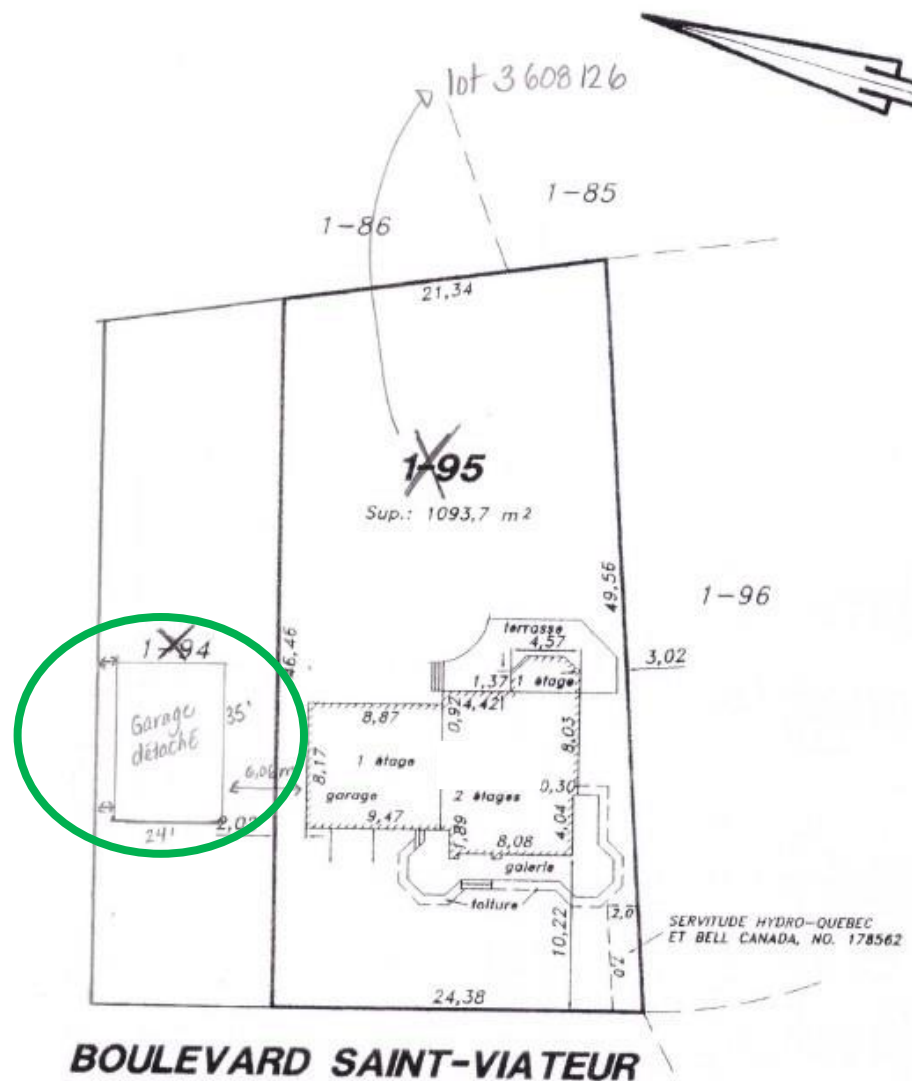 lot 3 608 126
1-85
1-86
21,34
1-95
Sup.: 1093,7 m²
49,56
1-96
46,46
terrasse
4,57
3,02
1-94
1,37
1 étage
4,42
0,92
8,87
8,03
Garage
détaché
35'
6,06 m
8,17
1 étage
garage
2 étages
0,30
9,47
4,04
24'
2,02
1,89
8,08
galerie
toiture
10,22
2,0
SERVITUDE HYDRO-QUEBEC
ET BELL CANADA, NO. 178562
2,0
24,38
BOULEVARD SAINT-VIATEUR